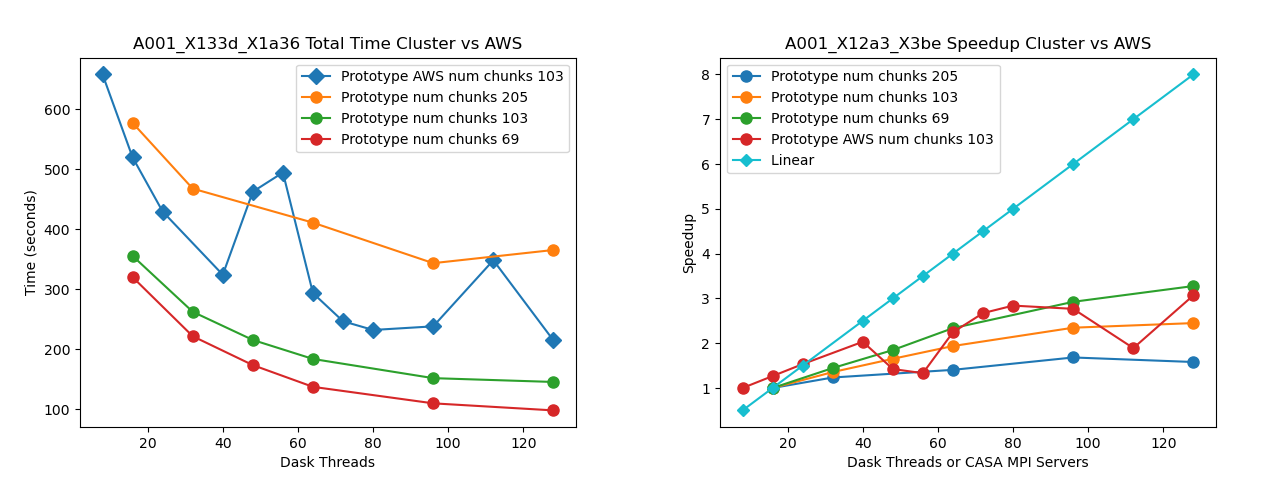 A001_X133d_X1a36 Total Time Cluster vs AWS
Time (seconds)
600
500
400
300
200
100
Prototype AWS num chunks 103
Prototype num chunks 205
Prototype num chunks 103
Prototype num chunks 69
20 40 60 80 100 120
Dask Threads
A001_X12a3_X3be Speedup Cluster vs AWS
Speedup
8
7
6
5
4
3
2
1
Prototype num chunks 205
Prototype num chunks 103
Prototype num chunks 69
Prototype AWS num chunks 103
Linear
20 40 60 80 100 120
Dask Threads or CASA MPI Servers